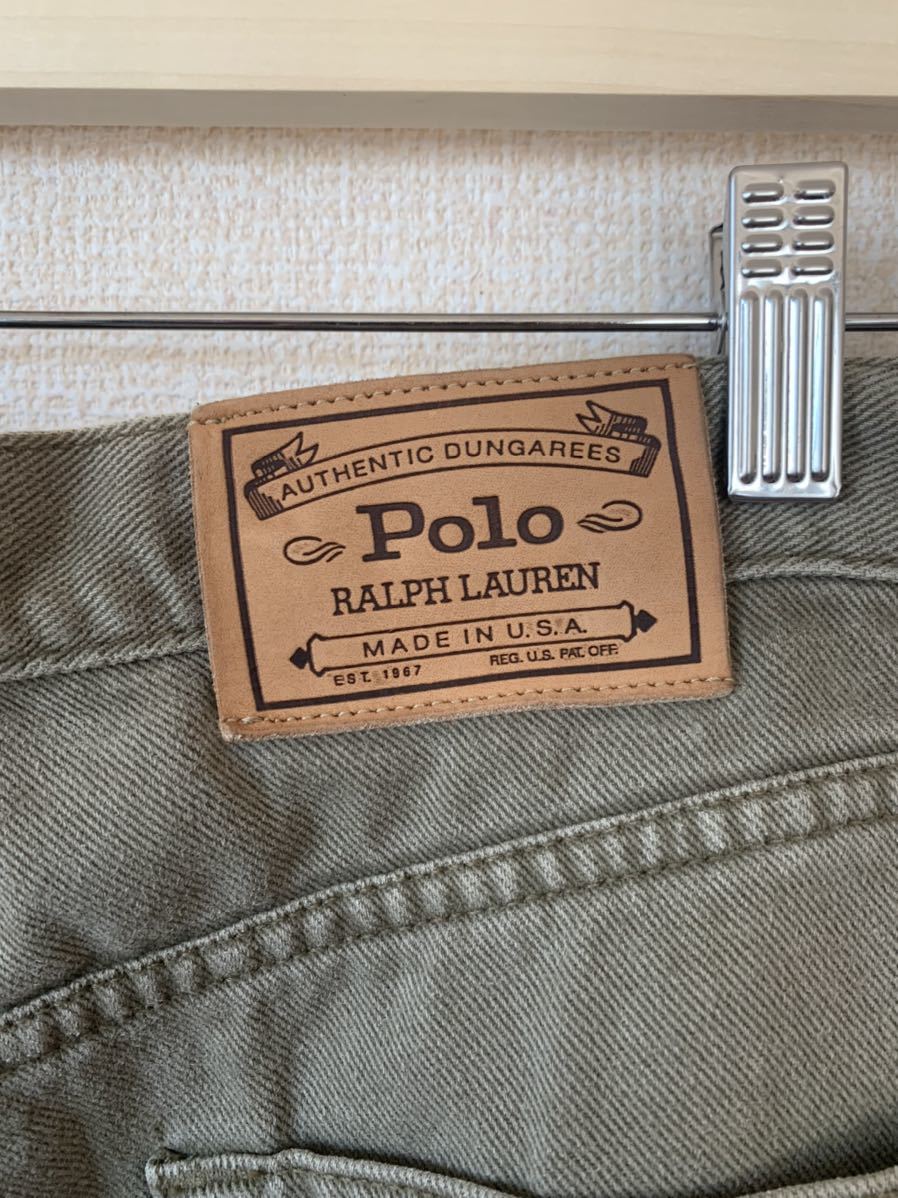 AUTHENTIC DUNGAREES
Polo
RALPH LAUREN
MADE IN U.S.A.
EST. 1967 REG. U.S. PAT. OFF.